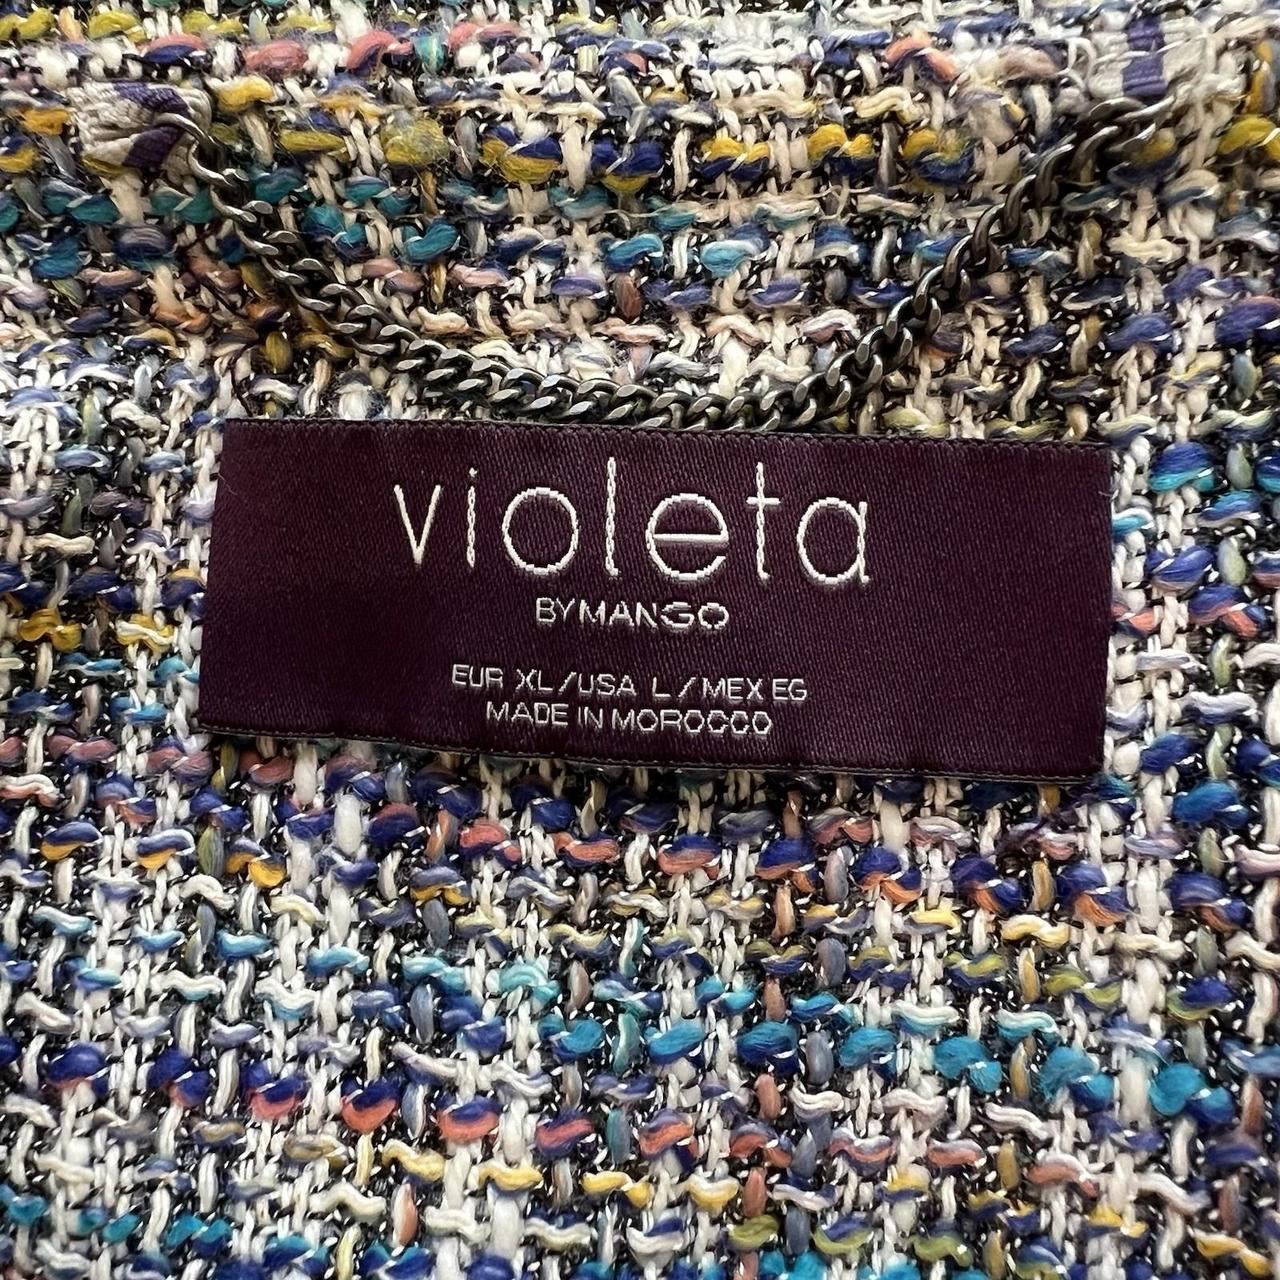 violeta
BY MANGO
EUR XL/USA L/MEX EG
MADE IN MOROCCO